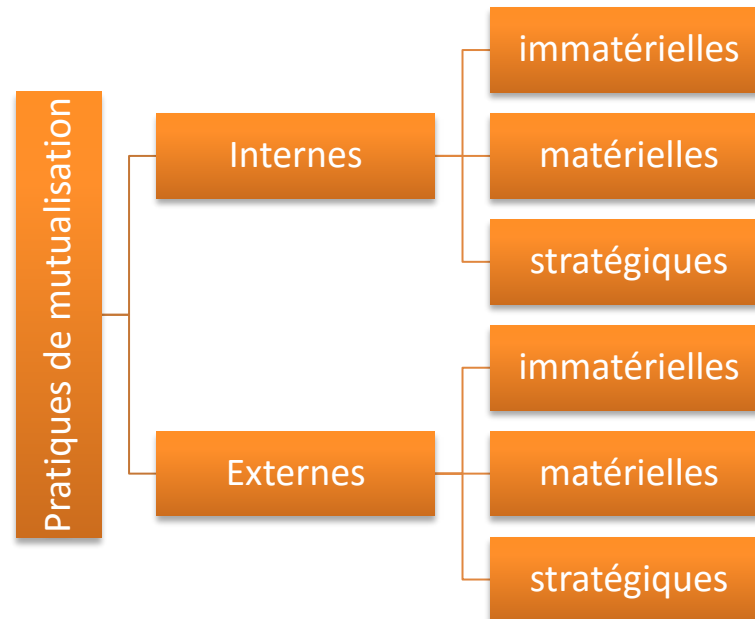 Pratiques de mutualisation
Internes
immatérielles
matérielles
stratégiques
Externes
immatérielles
matérielles
stratégiques